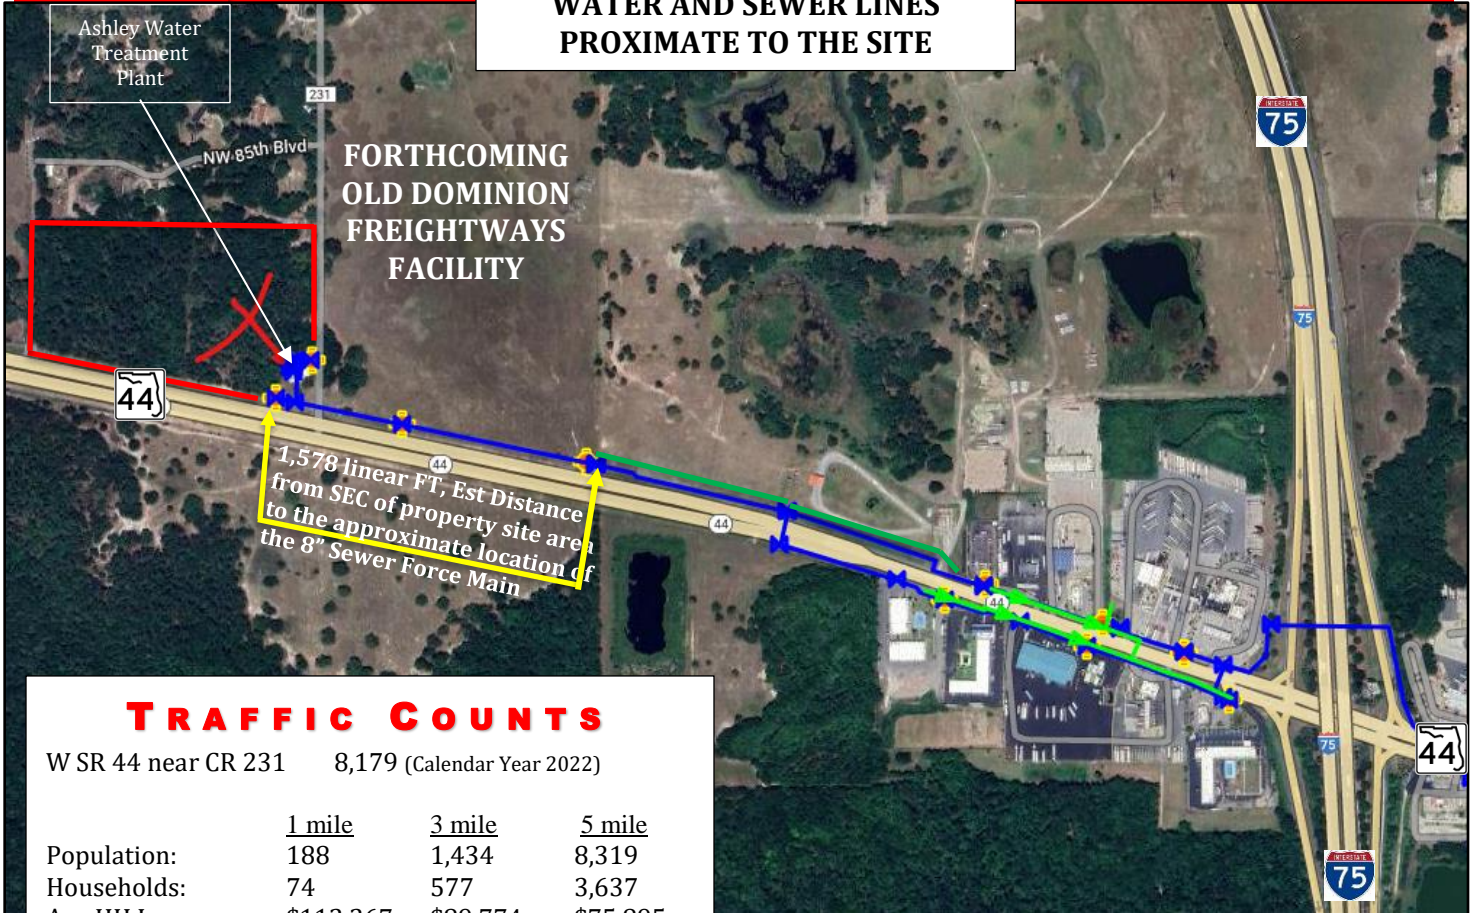 WATER AND SEWER LINES
PROXIMATE TO THE SITE
Ashley Water
Treatment
Plant
231
NW 85th Blvd
FORTHCOMING
OLD DOMINION
FREIGHTWAYS
FACILITY
INTERSTATE
75
75
44
44
1,578 linear FT, Est Distance
from SEC of property site area
to the approximate location of
the 8” Sewer Force Main
44
44
75
44
INTERSTATE
75
TRAFFIC COUNTS
W SR 44 near CR 231 8,179 (Calendar Year 2022)
1 mile 3 mile 5 mile
Population: 188 1,434 8,319
Households: 74 577 3,637